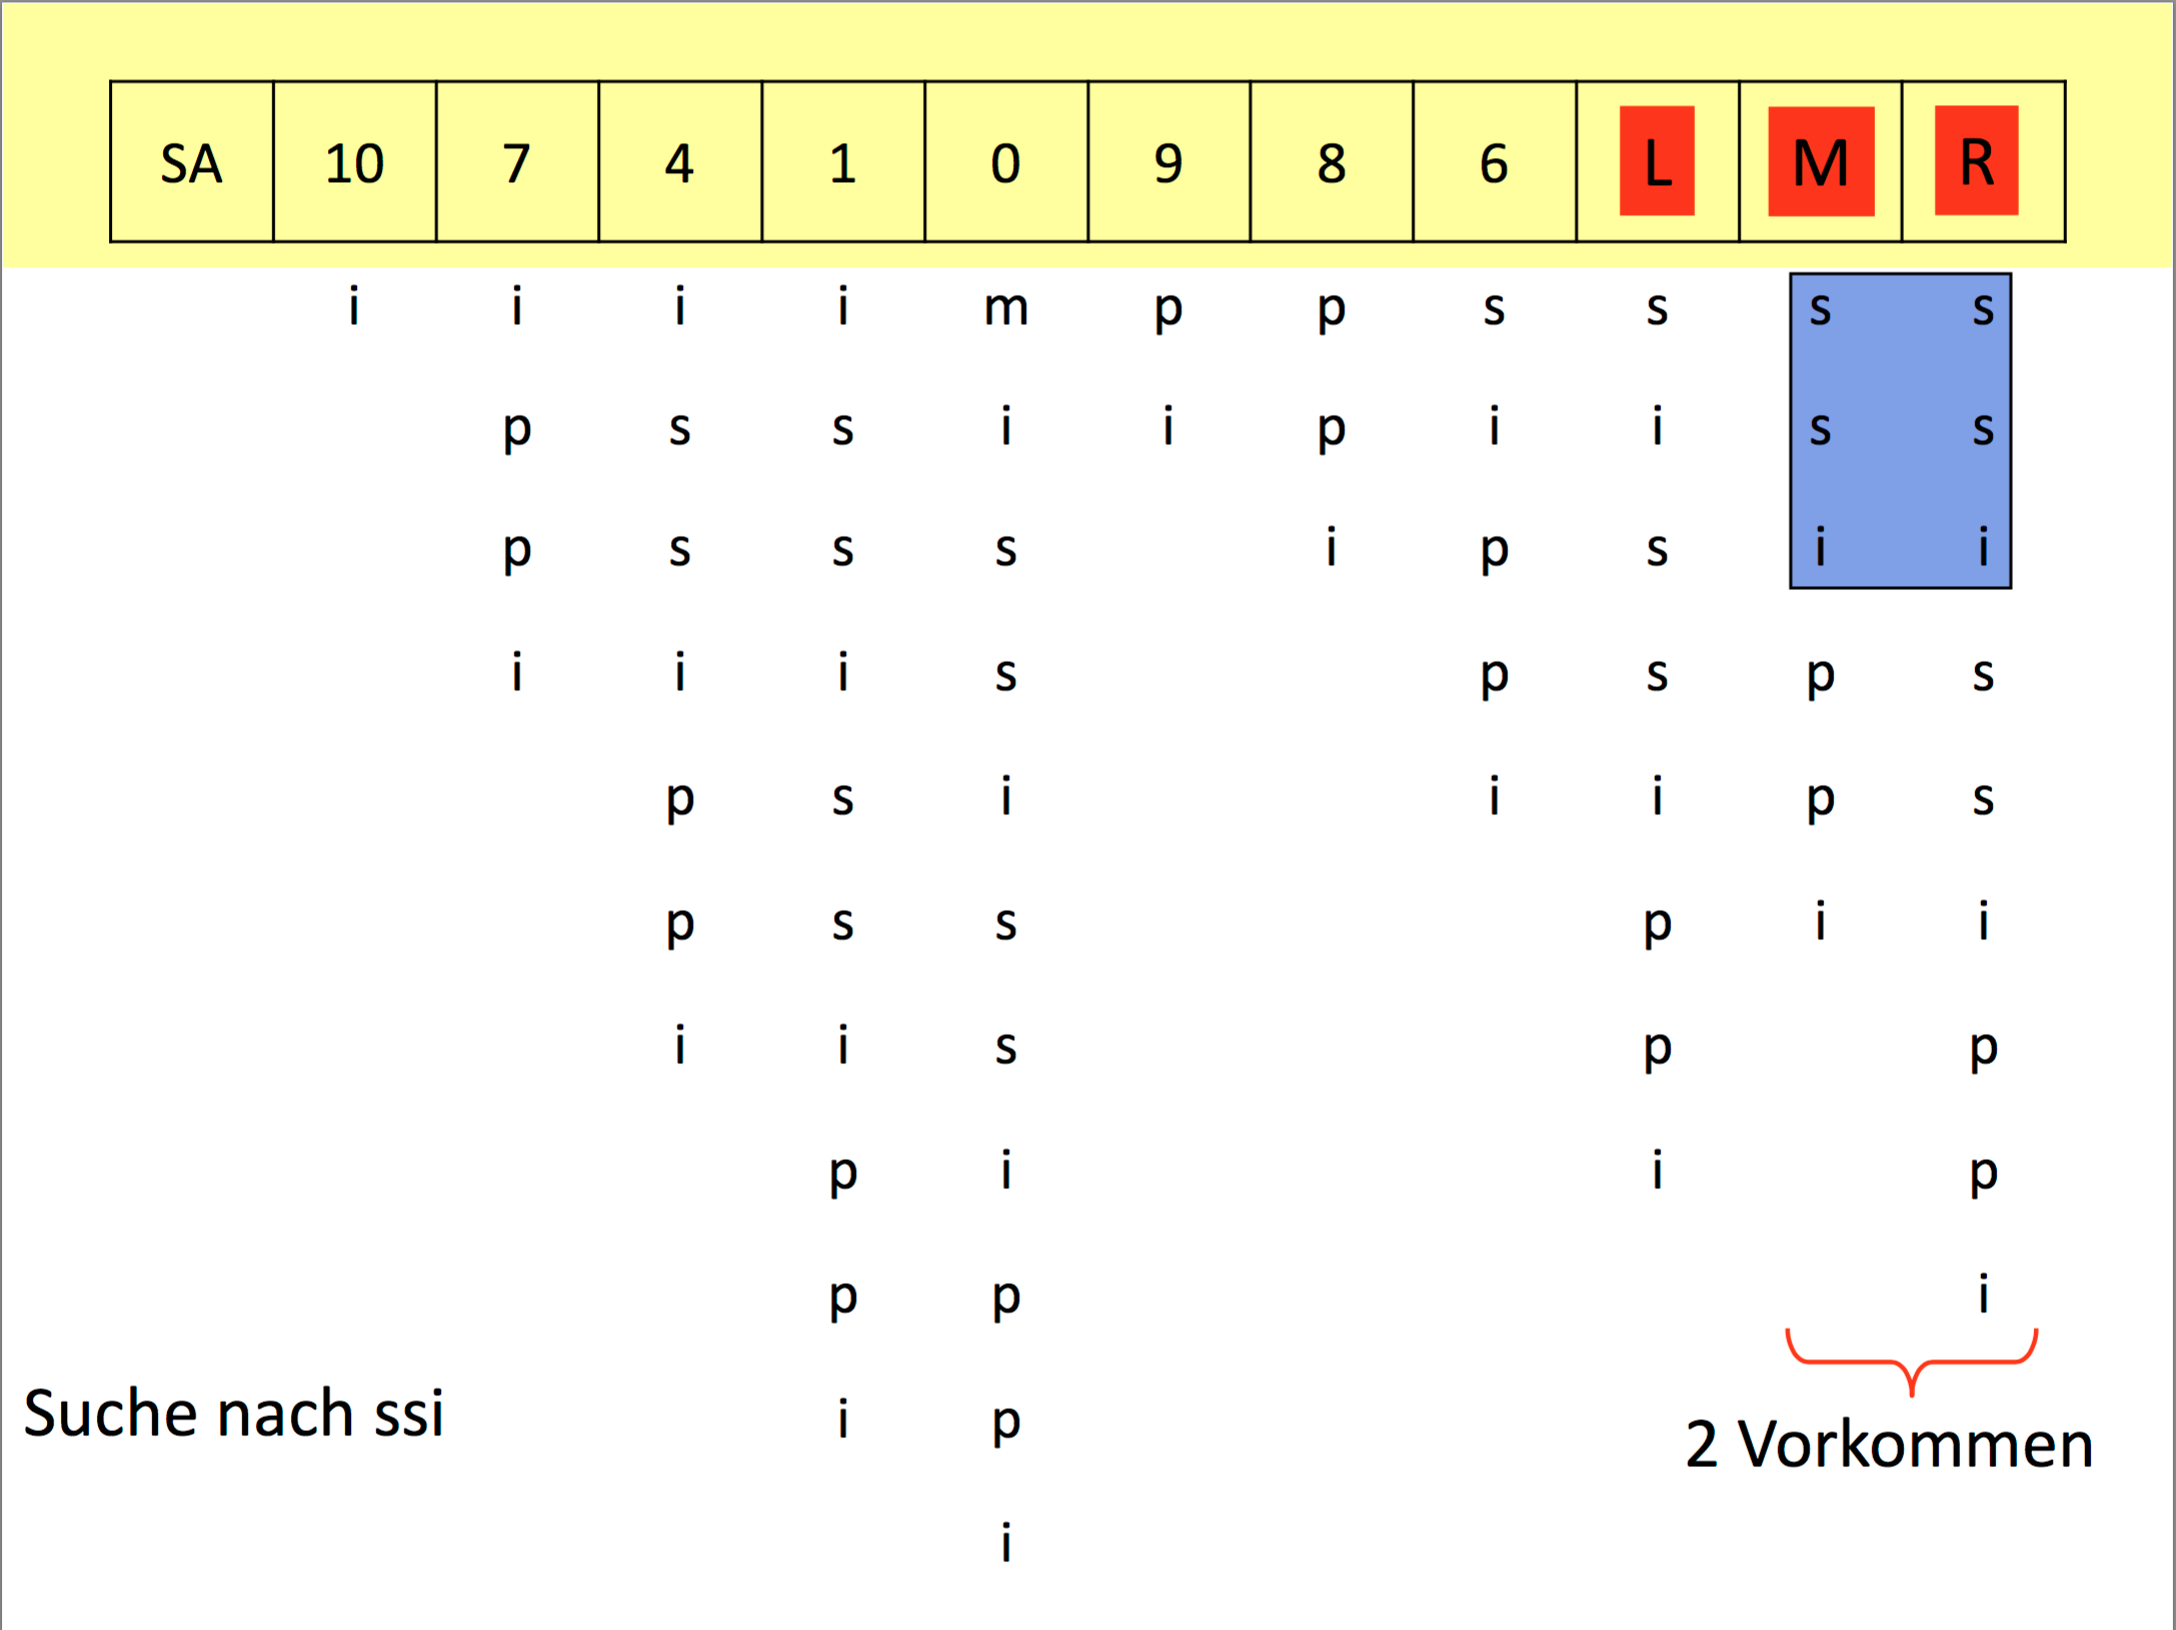 SA 10 7 4 1 0 9 8 6 L M R
i i i i m p p s s s s
p s s i i p i i s s
p s s s i p s i i
i i i s p s p s
p s i i i p s
p s s p i i
i i s p p
p i i p
p p i
Suche nach ssi i p 2 Vorkommen
i